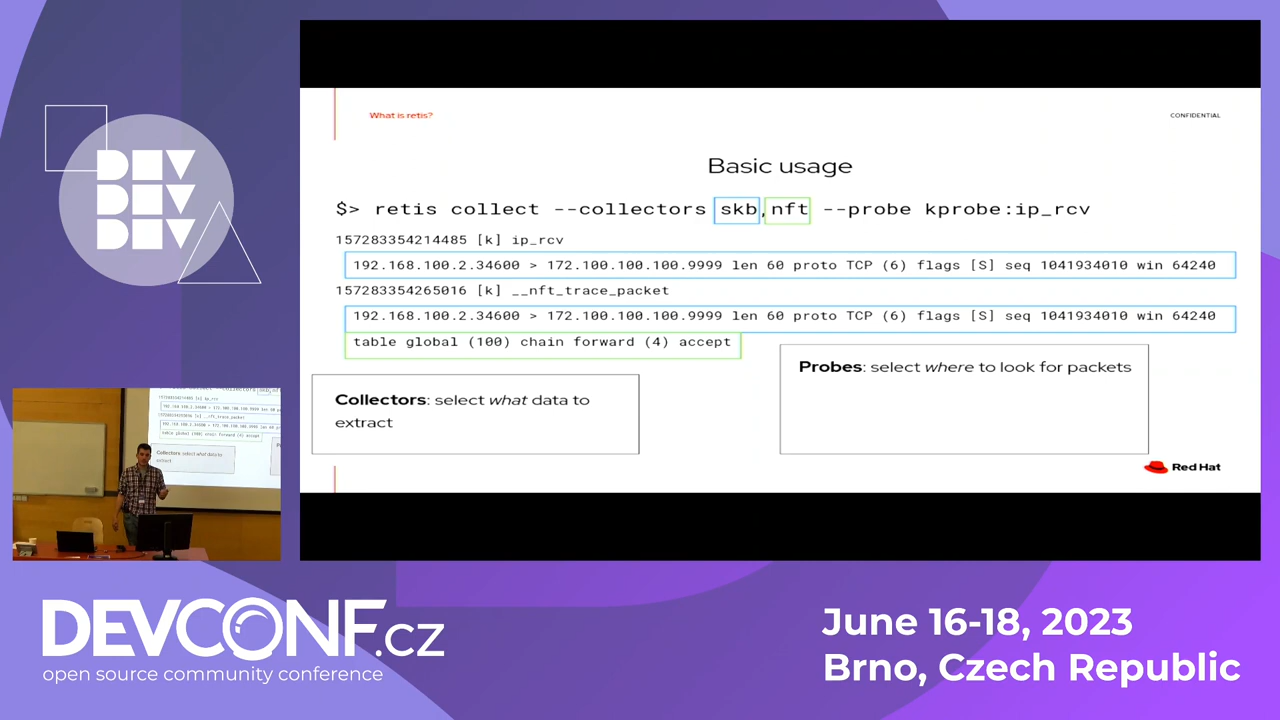 DEV
DEV
DEV
What is retis?
CONFIDENTIAL
Basic usage
$> retis collect --collectors skb,nft --probe kprobe:ip_rcv
157283354214485 [k] ip_rcv
192.168.100.2.34600 > 172.100.100.100.9999 len 60 proto TCP (6) flags [S] seq 1041934010 win 64240
157283354265016 [k] __nft_trace_packet
192.168.100.2.34600 > 172.100.100.100.9999 len 60 proto TCP (6) flags [S] seq 1041934010 win 64240
table global (100) chain forward (4) accept
Probes: select where to look for packets
Collectors: select what data to
extract
Red Hat
DEVCONF.cz
open source community conference
June 16-18, 2023
Brno, Czech Republic